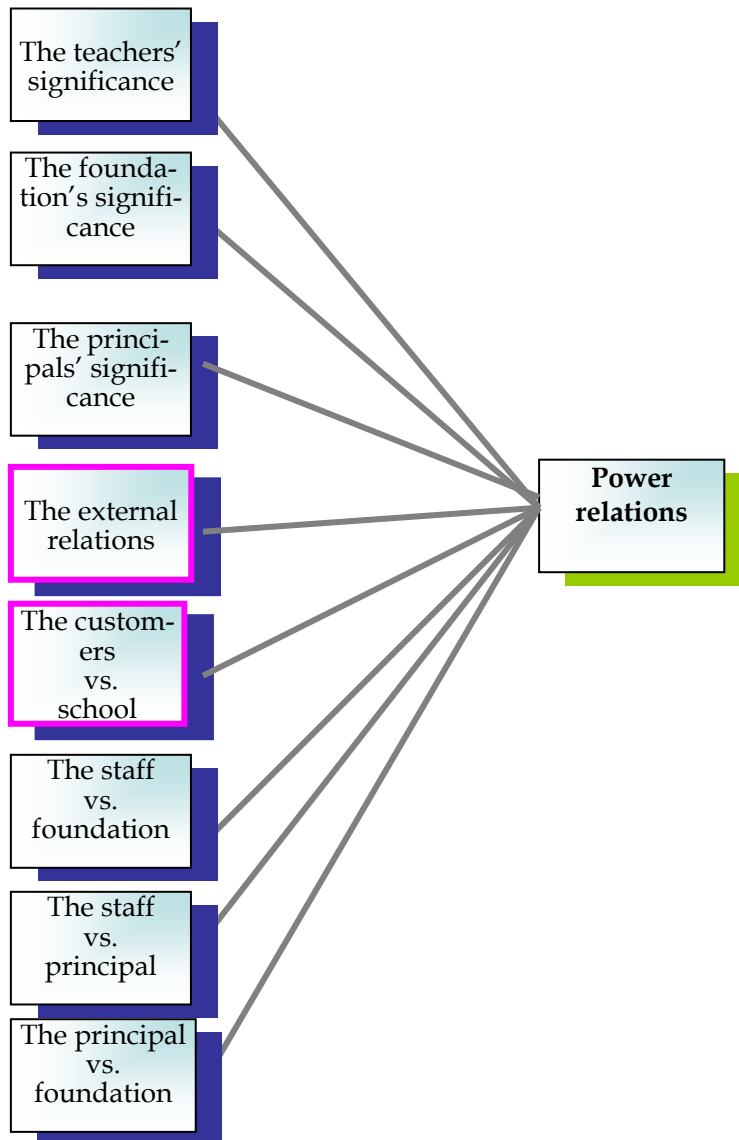 The teachers’
significance
The founda-
tion’s signifi-
cance
The princi-
pals’ signifi-
cance
The external
relations
The custom-
ers
vs.
school
The staff
vs.
foundation
The staff
vs.
principal
The principal
vs.
foundation
Power
relations